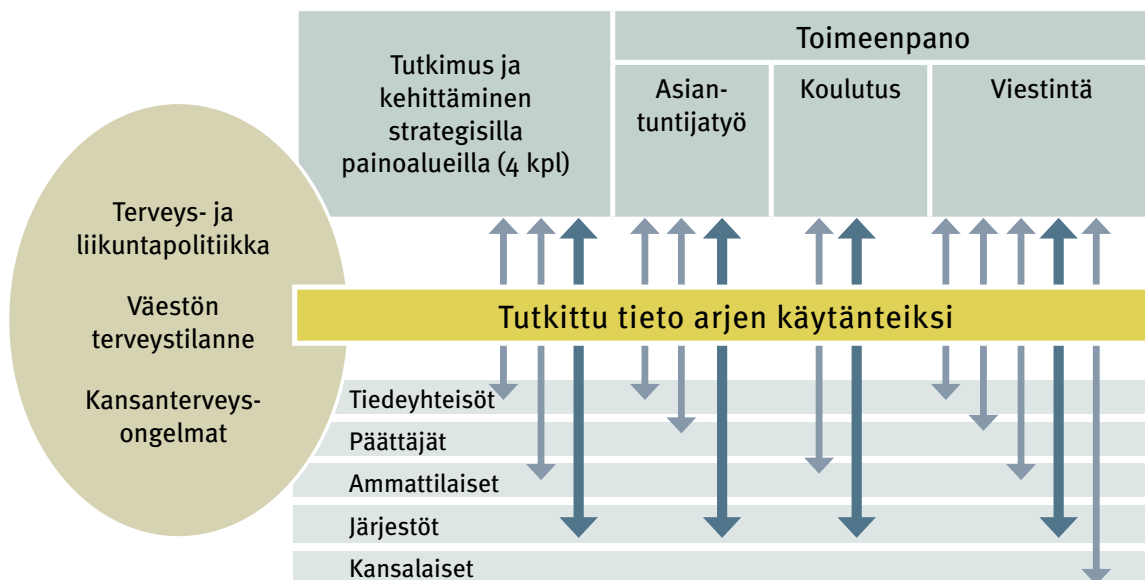 Terveys- ja
liikuntapolitiikka
Väestön
terveystilanne
Kansanterveys-
ongelmat
Tutkimus ja
kehittäminen
strategisilla
painoalueilla (4 kpl)
Toimeenpano
Asian-
tuntijatyö
Koulutus
Viestintä
Tutkittu tieto arjen käytänteiksi
Tiedeyhteisöt
Päättäjät
Ammattilaiset
Järjestöt
Kansalaiset